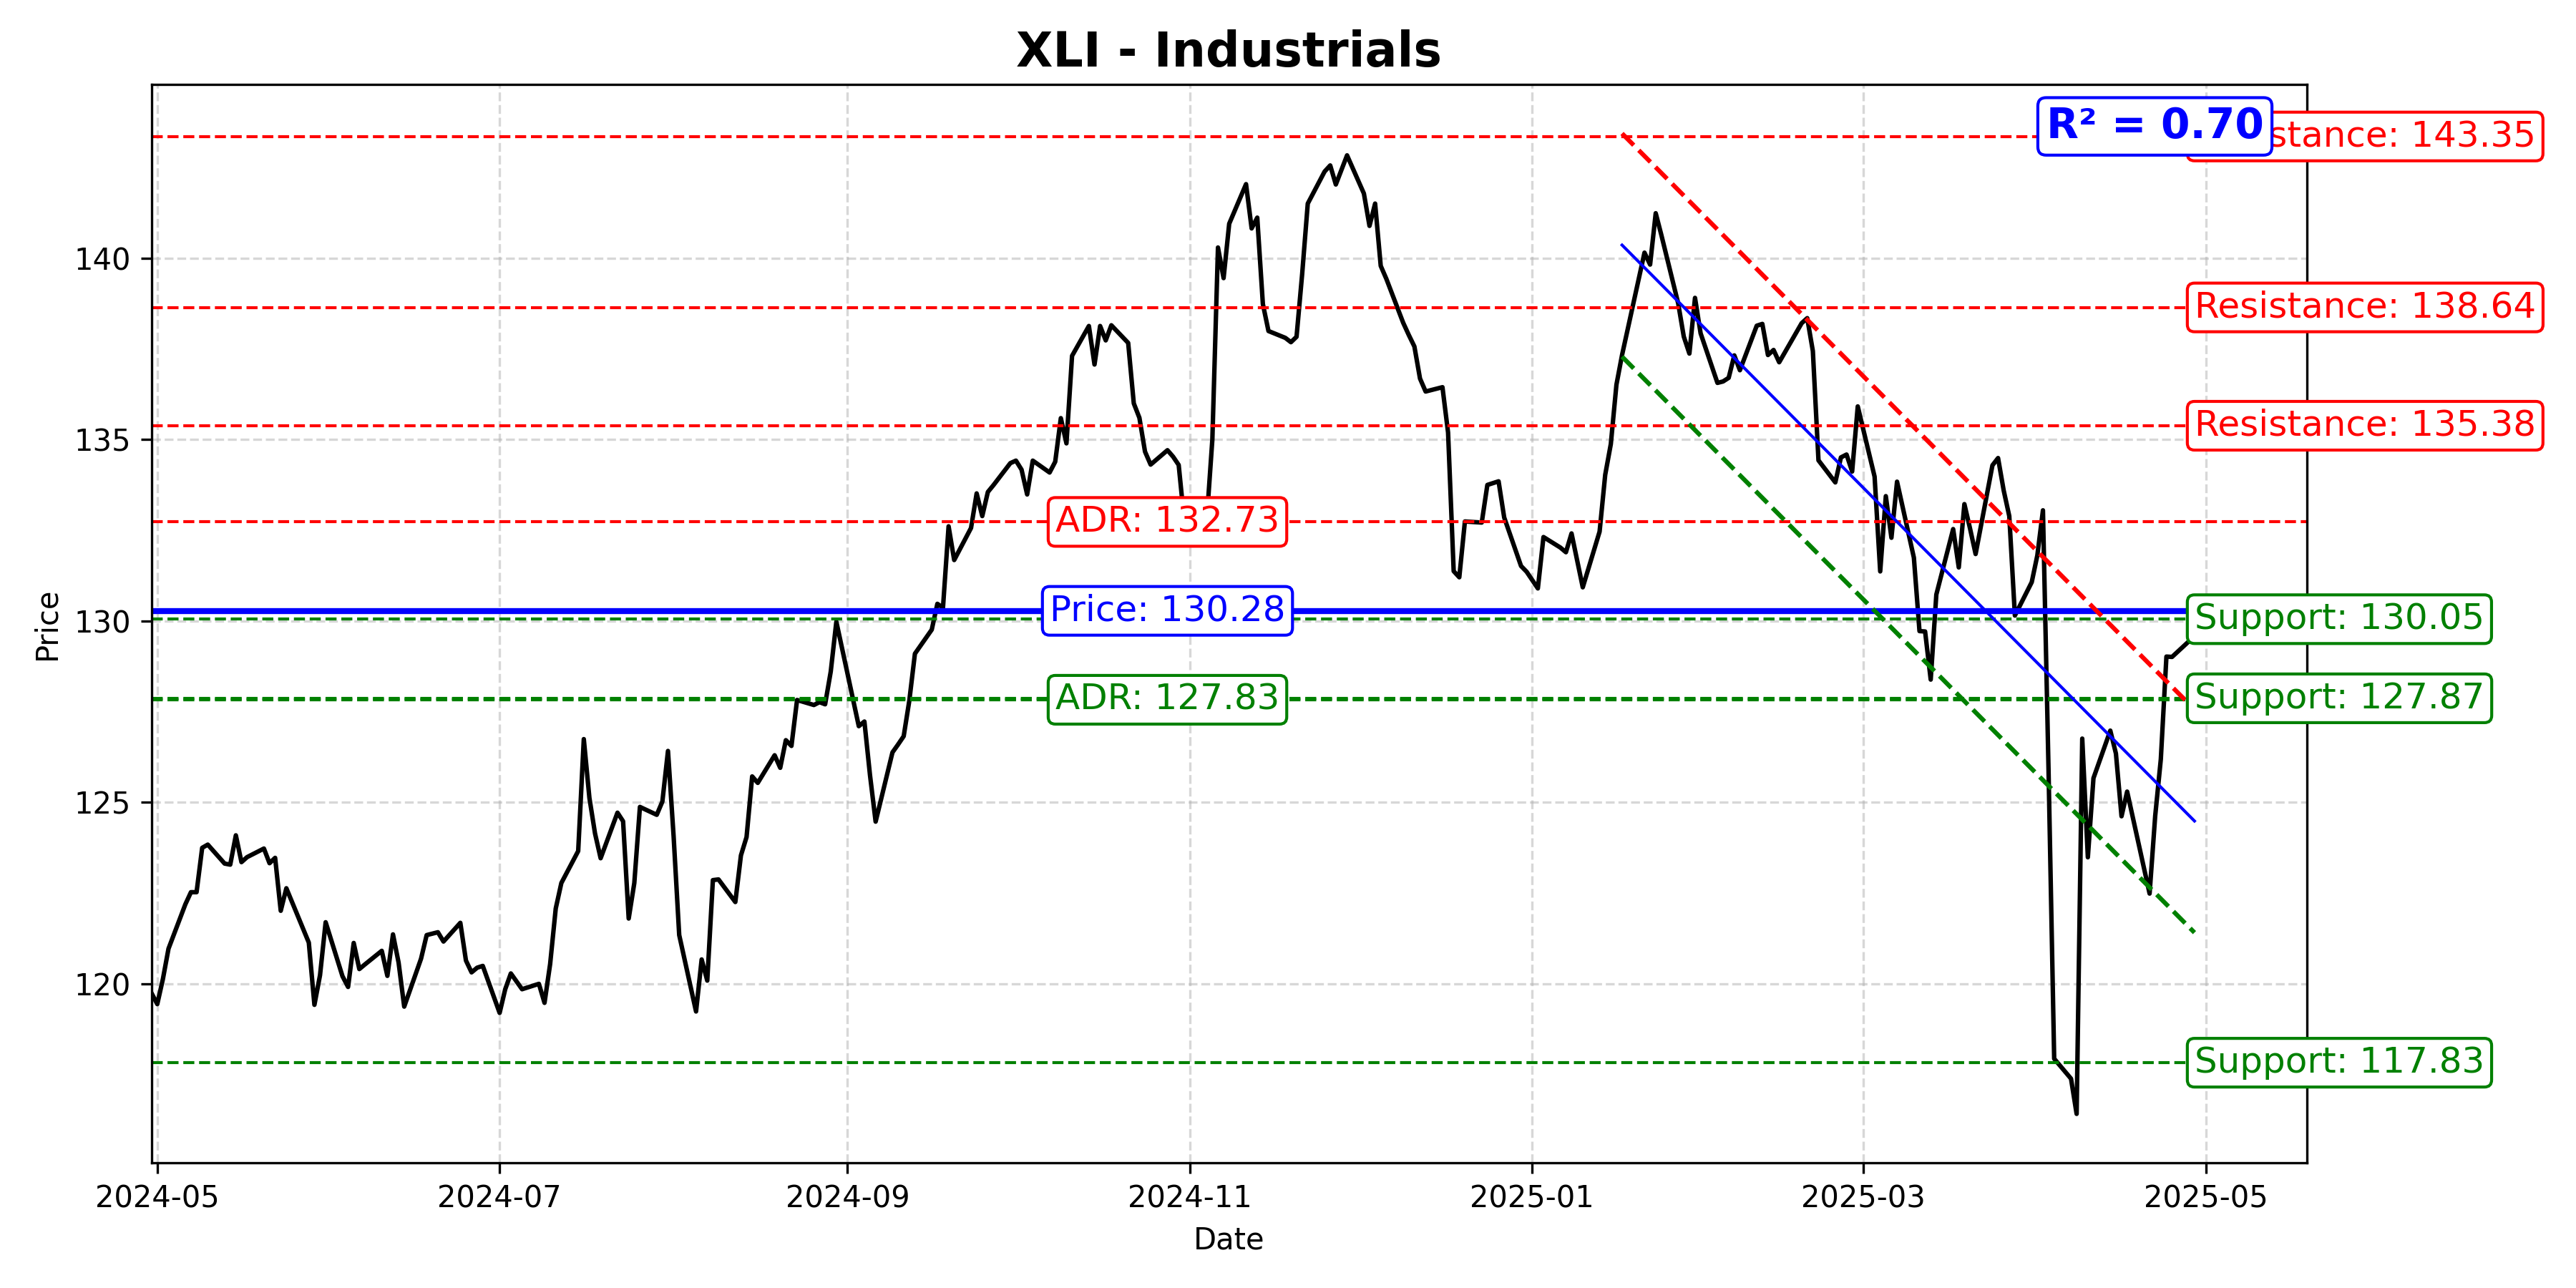 XLI - Industrials
R² = 0.70
stance: 143.35
140
Resistance: 138.64
135
Resistance: 135.38
ADR: 132.73
Price: 130.28
130
Support: 130.05
ADR: 127.83
Support: 127.87
125
120
Support: 117.83
Price
2024-05 2024-07 2024-09 2024-11 2025-01 2025-03 2025-05
Date